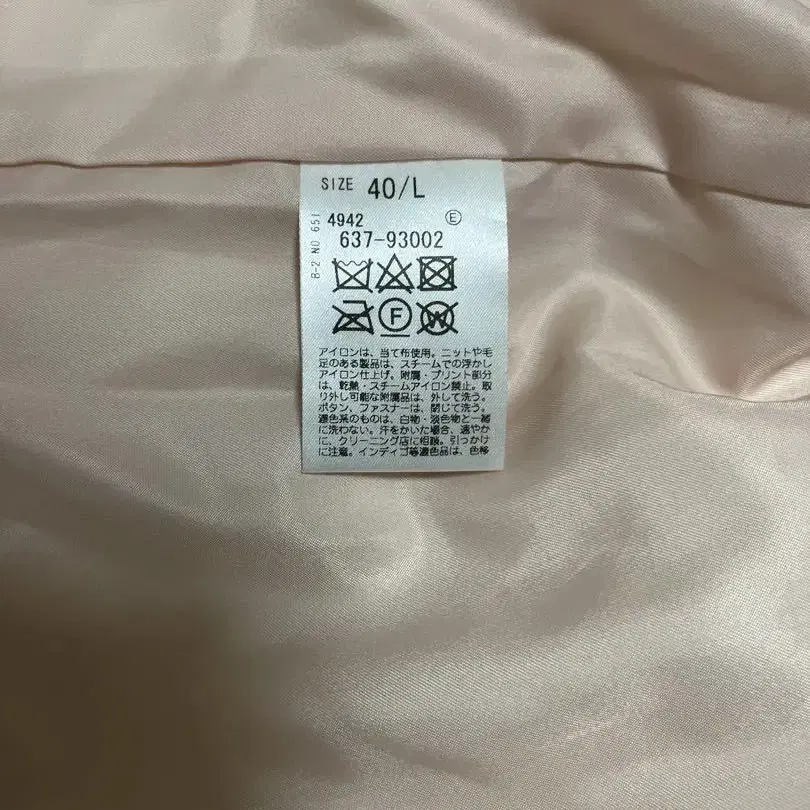 SIZE 40/L
4942 Ⓔ
637-93002
B-2 NO 651
F
W
アイロンは、当て布使用。ニットや毛
足のある製品は、スチームでの浮かし
アイロン仕上げ。附属・プリント部分
は、乾熱・スチームアイロン禁止。取
り外し可能な附属品は、外して洗う。
ボタン、ファスナーは、閉じて洗う。
濃色系のものは、白物・淡色物と一緒
に洗わない。汗をかいた場合、速やか
に、クリーニング店に相談。引っかけ
に注意。インディゴ等濃色品は、色移